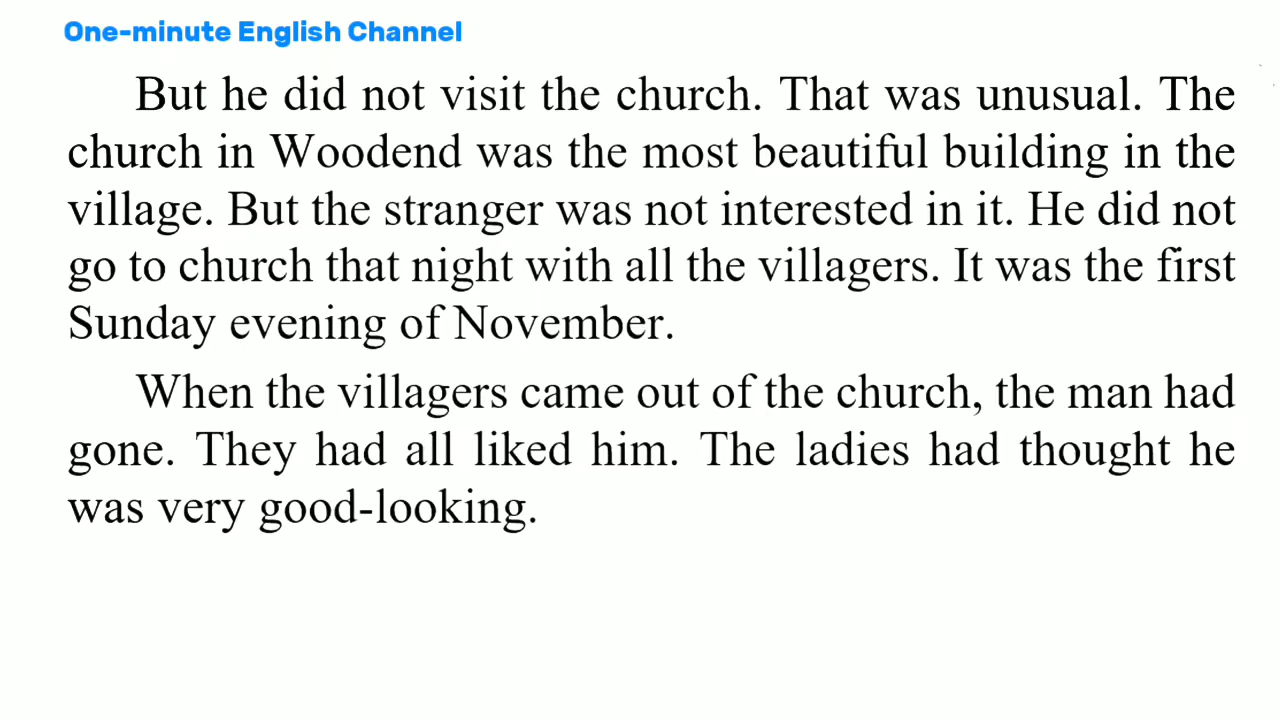 One-minute English Channel
But he did not visit the church. That was unusual. The
church in Woodend was the most beautiful building in the
village. But the stranger was not interested in it. He did not
go to church that night with all the villagers. It was the first
Sunday evening of November.
When the villagers came out of the church, the man had
gone. They had all liked him. The ladies had thought he
was very good-looking.